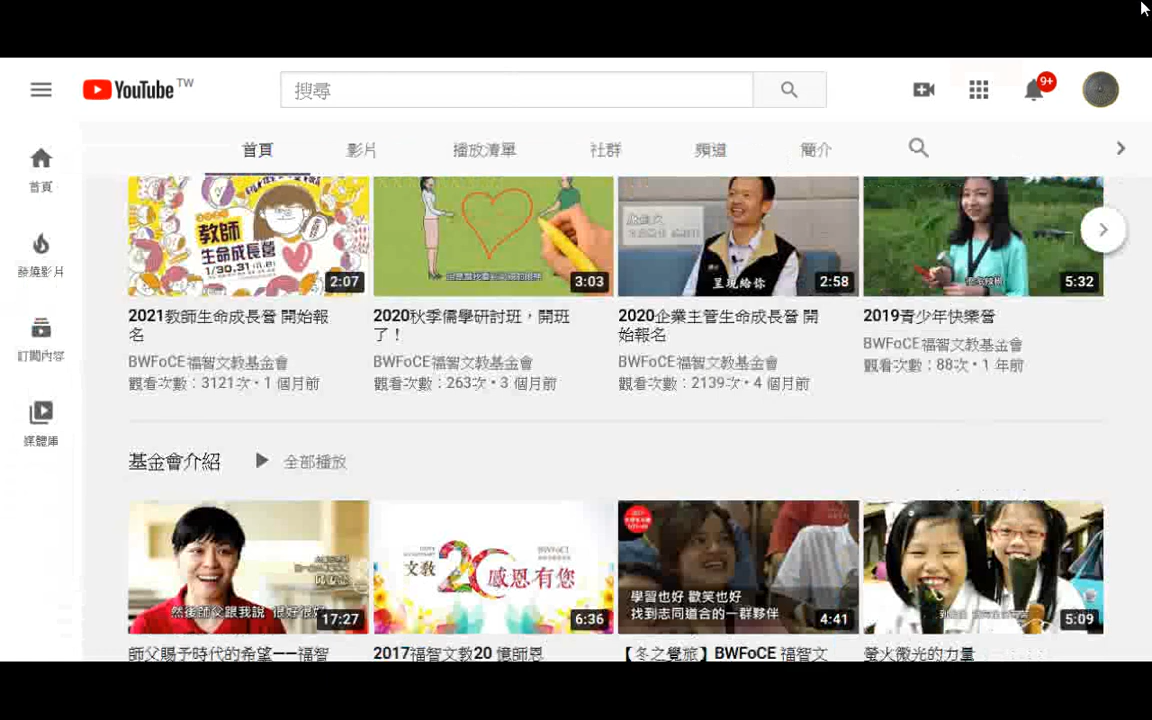 YouTube TW
搜尋
9+
首頁 影片 播放清單 社群 頻道 簡介
首頁
發燒影片
訂閱內容
媒體庫
教師
生命成長營
1/30.31
2:07
3:03
呈現給你
2:58
5:32
2021教師生命成長營 開始報名
BWFoCE福智文教基金會
觀看次數：3121次 • 1 個月前
2020秋季儒學研討班，開班了！
BWFoCE福智文教基金會
觀看次數：263次 • 3 個月前
2020企業主管生命成長營 開始報名
BWFoCE福智文教基金會
觀看次數：2139次 • 4 個月前
2019青少年快樂營
BWFoCE福智文教基金會
觀看次數：88次 • 1 年前
基金會介紹 全部播放
然後師父跟我說 很好很好
17:27
文教 20 感恩有您
BWFoCE
6:36
學習也好 歡笑也好
找到志同道合的一群夥伴
4:41
5:09
師父賜予時代的希望——福智
2017福智文教20 憶師恩
【冬之覺旅】BWFoCE 福智文
螢火微光的力量